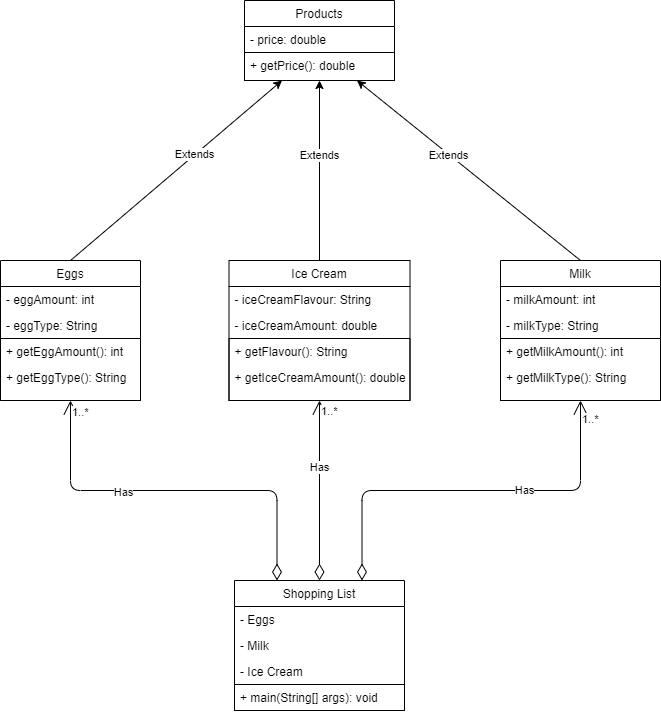 Products
- price: double
+ getPrice(): double
Extends
Extends
Extends
Eggs
- eggAmount: int
- eggType: String
+ getEggAmount(): int
+ getEggType(): String
Ice Cream
- iceCreamFlavour: String
- iceCreamAmount: double
+ getFlavour(): String
+ getIceCreamAmount(): double
Milk
- milkAmount: int
- milkType: String
+ getMilkAmount(): int
+ getMilkType(): String
1..*
1..*
1..*
Has
Has
Has
Shopping List
- Eggs
- Milk
- Ice Cream
+ main(String[] args): void